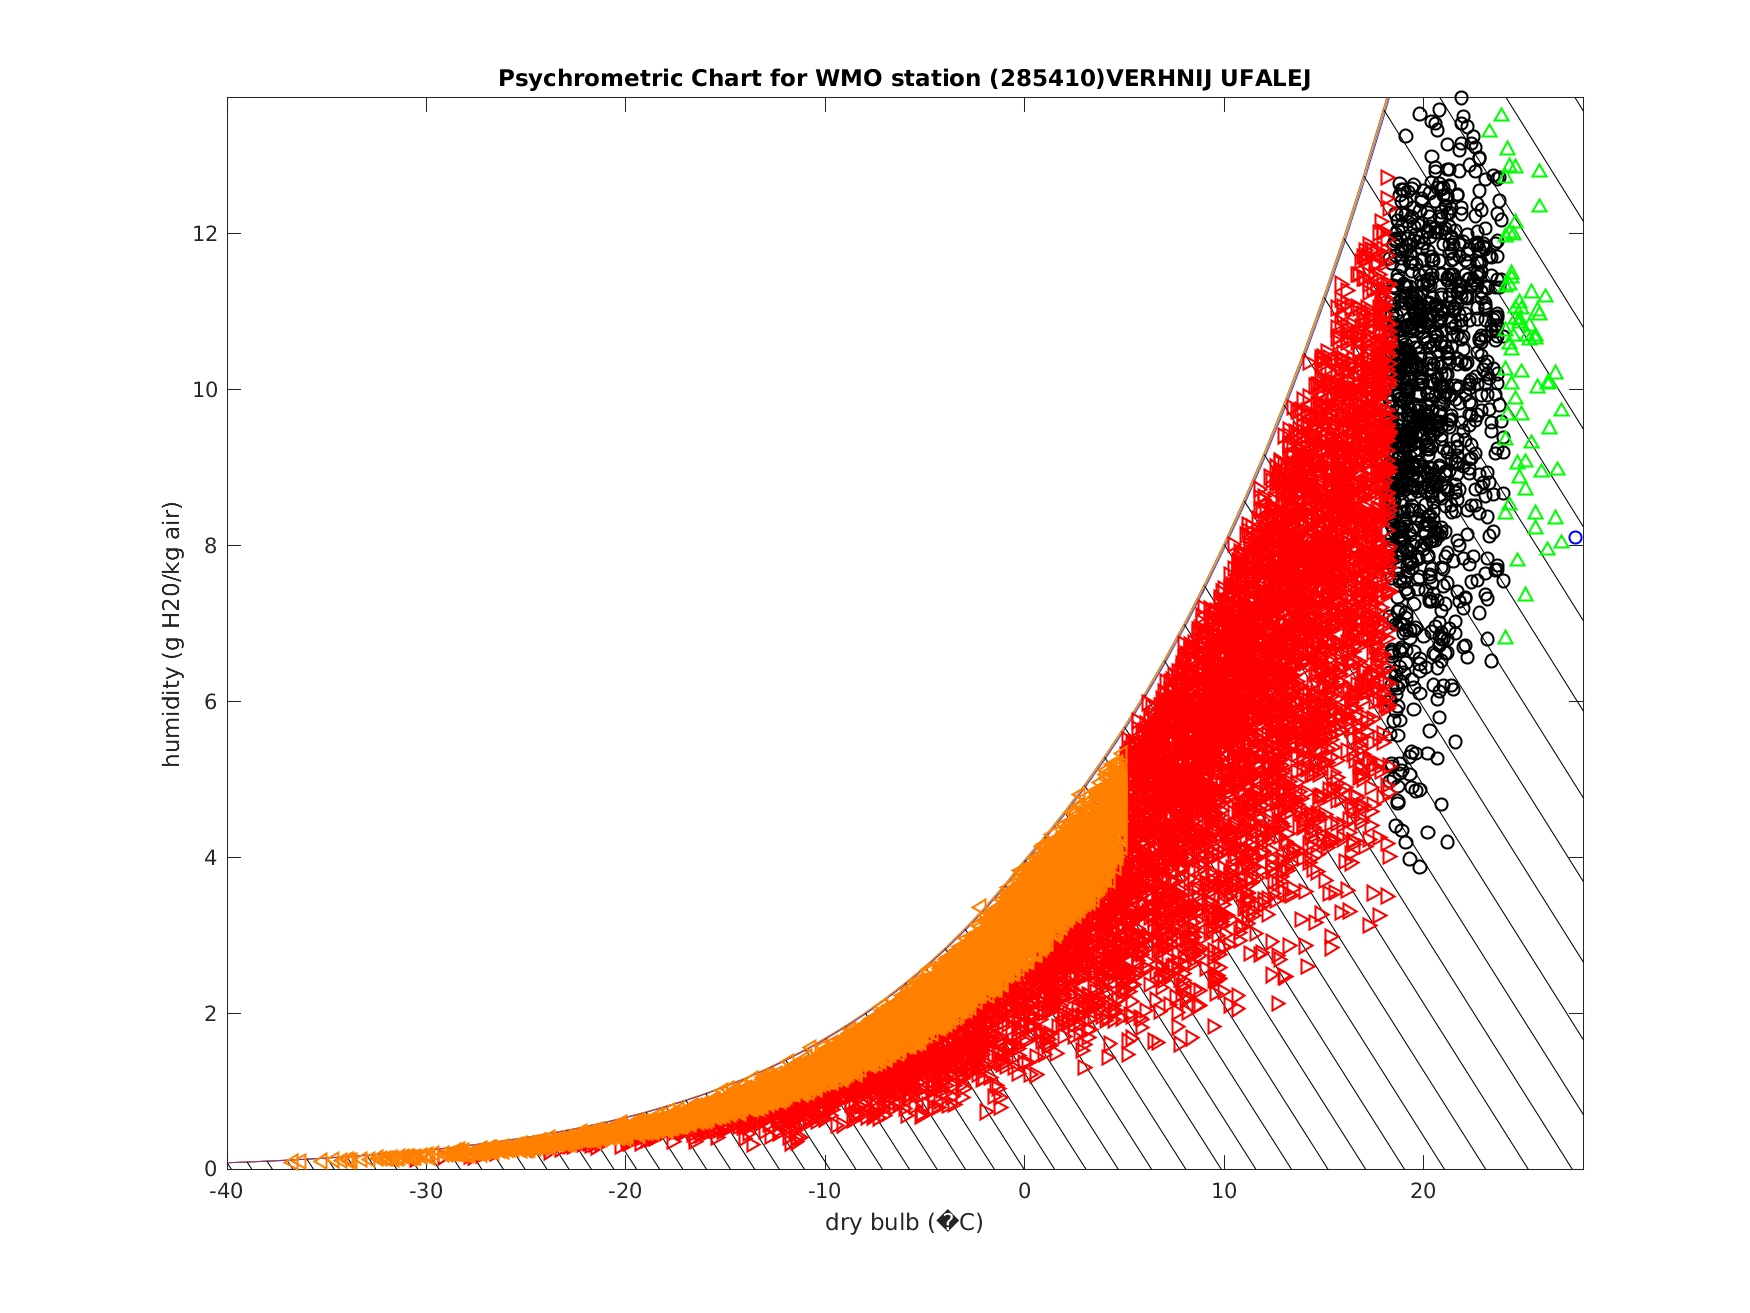 Psychrometric Chart for WMO station (285410)VERHNIJ UFALEJ
humidity (g H20/kg air)
12
10
8
6
4
2
0
-40 -30 -20 -10 0 10 20
dry bulb (�C)